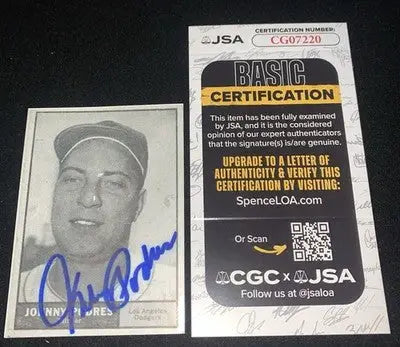 Johnny Podres
JOHNNY PODRES
Los Angeles
Dodgers
JSA
CERTIFICATION NUMBER:
CG07220
BASIC
CERTIFICATION
This item has been fully examined
by JSA, and it is the considered
opinion of our expert authenticators
that the signature(s) is/are genuine.
UPGRADE TO A LETTER OF
AUTHENTICITY & VERIFY THIS
CERTIFICATION BY VISITING:
SpenceLOA.com
Or Scan
CGC x JSA
Follow us at @jsaloa